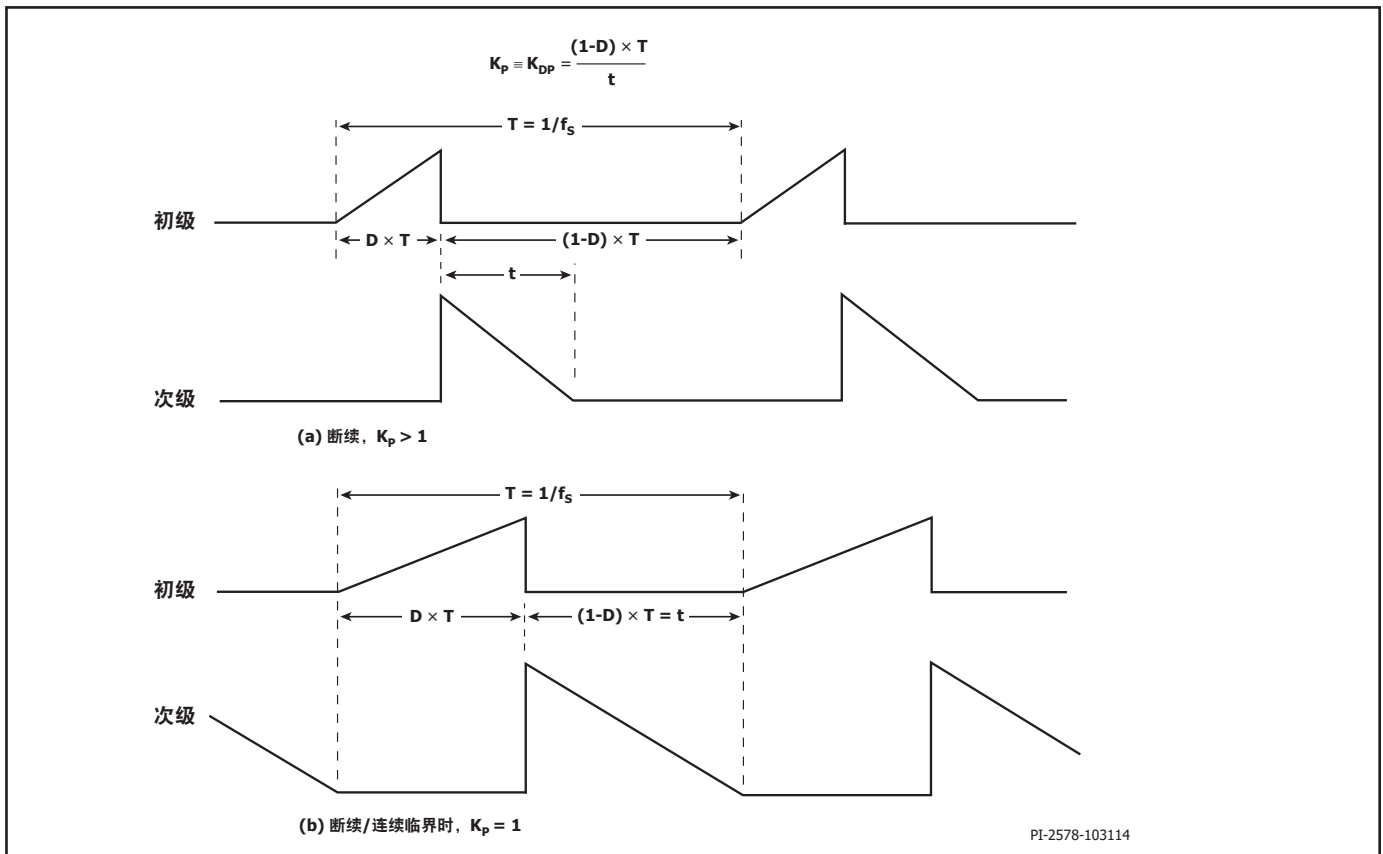 K_P ≡ K_DP = (1-D) × T / t
T = 1/f_S
初级
D × T
(1-D) × T
t
次级
(a) 断续，K_P > 1
T = 1/f_S
初级
D × T
(1-D) × T = t
次级
(b) 断续/连续临界时，K_P = 1
PI-2578-103114